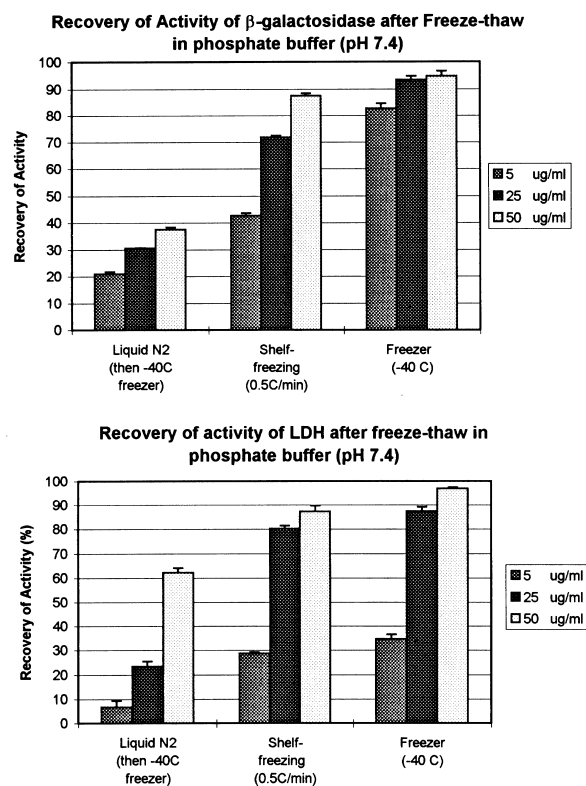 Recovery of Activity of β-galactosidase after Freeze-thaw
in phosphate buffer (pH 7.4)
100
90
80
70
60
50
40
30
20
10
0
Recovery of Activity
Liquid N2
(then -40C
freezer)
Shelf-
freezing
(0.5C/min)
Freezer
(-40 C)
5 ug/ml
25 ug/ml
50 ug/ml
Recovery of activity of LDH after freeze-thaw in
phosphate buffer (pH 7.4)
100
90
80
70
60
50
40
30
20
10
0
Recovery of Activity (%)
Liquid N2
(then -40C
freezer)
Shelf-
freezing
(0.5C/min)
Freezer
(-40 C)
5 ug/ml
25 ug/ml
50 ug/ml